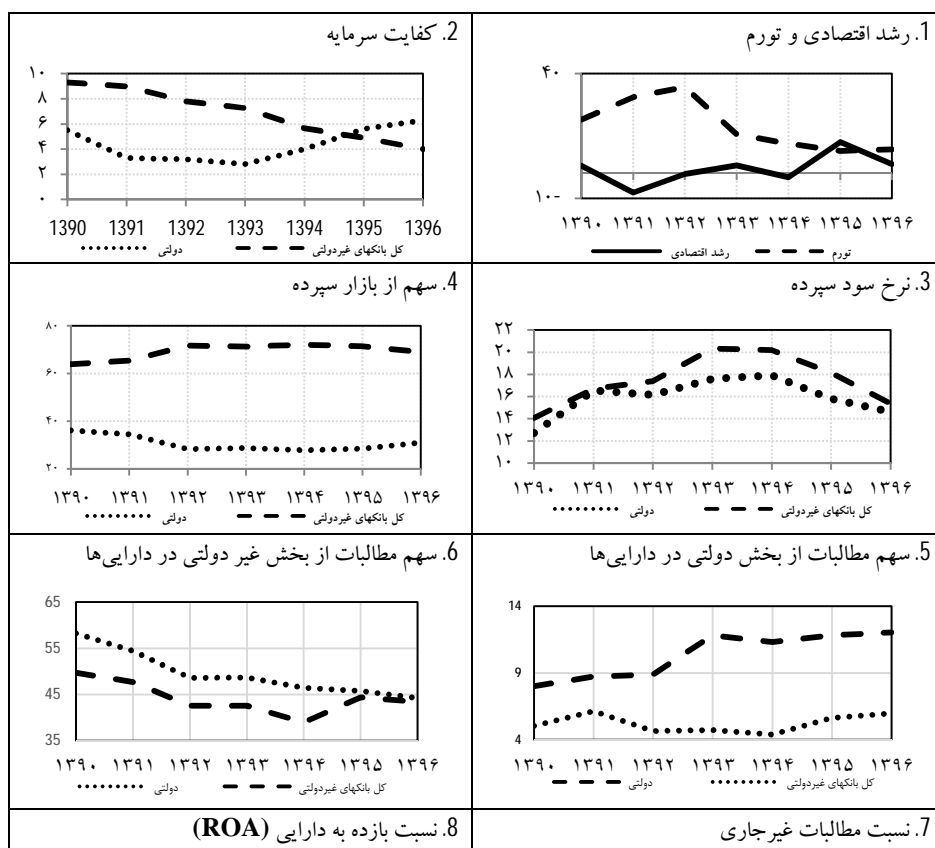 1. رشد اقتصادی و تورم
۴۰
۱۰-
۱۳۹۰ ۱۳۹۱ ۱۳۹۲ ۱۳۹۳ ۱۳۹۴ ۱۳۹۵ ۱۳۹۶
رشد اقتصادی تورم
2. کفایت سرمایه
۱۰
۸
۶
۴
۲
۰
1390 1391 1392 1393 1394 1395 1396
دولتی کل بانکهای غیردولتی
3. نرخ سود سپرده
۲۲
۲۰
۱۸
۱۶
۱۴
۱۲
۱۰
۱۳۹۰ ۱۳۹۱ ۱۳۹۲ ۱۳۹۳ ۱۳۹۴ ۱۳۹۵ ۱۳۹۶
دولتی کل بانکهای غیردولتی
4. سهم از بازار سپرده
۸۰
۶۰
۴۰
۲۰
۱۳۹۰ ۱۳۹۱ ۱۳۹۲ ۱۳۹۳ ۱۳۹۴ ۱۳۹۵ ۱۳۹۶
دولتی کل بانکهای غیردولتی
5. سهم مطالبات از بخش دولتی در دارایی‌ها
14
9
4
۱۳۹۰ ۱۳۹۱ ۱۳۹۲ ۱۳۹۳ ۱۳۹۴ ۱۳۹۵ ۱۳۹۶
دولتی کل بانکهای غیردولتی
6. سهم مطالبات از بخش غیر دولتی در دارایی‌ها
65
55
45
35
۱۳۹۰ ۱۳۹۱ ۱۳۹۲ ۱۳۹۳ ۱۳۹۴ ۱۳۹۵ ۱۳۹۶
دولتی کل بانکهای غیردولتی
7. نسبت مطالبات غیرجاری
8. نسبت بازده به دارایی (ROA)